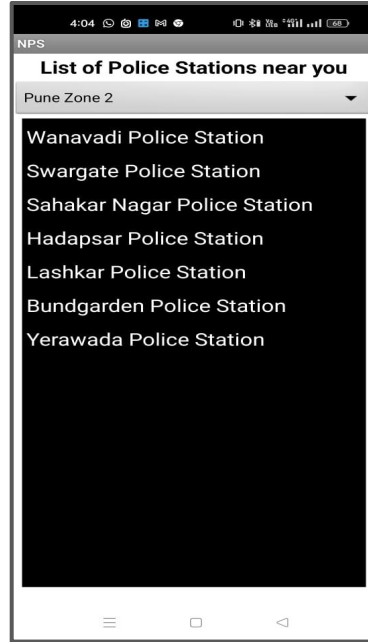 4:04 68
NPS
List of Police Stations near you
Pune Zone 2
Wanavadi Police Station
Swargate Police Station
Sahakar Nagar Police Station
Hadapsar Police Station
Lashkar Police Station
Bundgarden Police Station
Yerawada Police Station